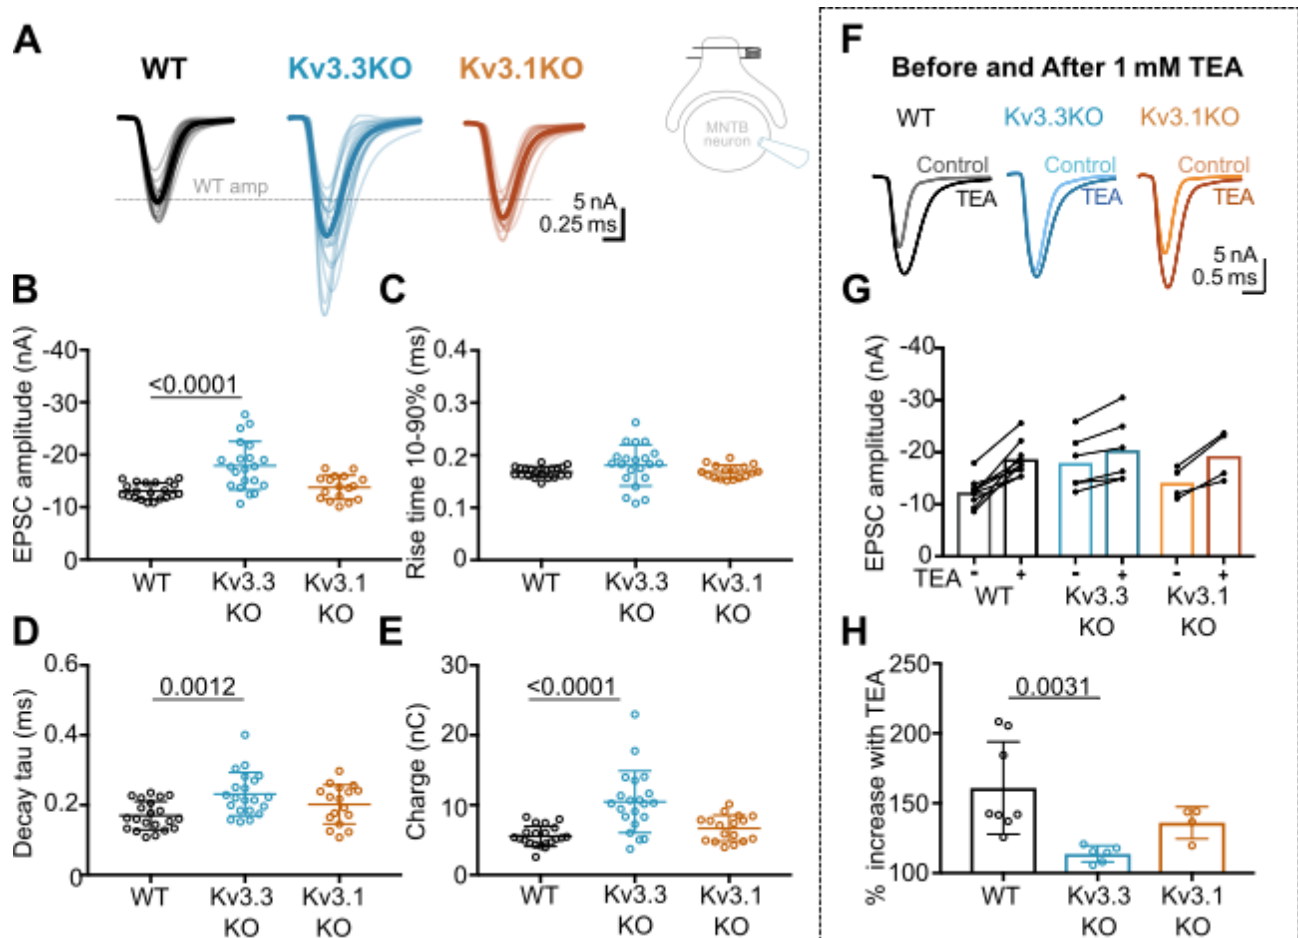 A
WT
Kv3.3KO
Kv3.1KO
MNTB
neuron
WT amp
5 nA
0.25 ms
B
EPSC amplitude (nA)
-40
-30
-20
-10
0
<0.0001
WT
Kv3.3
KO
Kv3.1
KO
C
Rise time 10-90% (ms)
0.4
0.3
0.2
0.1
0
WT
Kv3.3
KO
Kv3.1
KO
D
Decay tau (ms)
0.6
0.4
0.2
0
0.0012
WT
Kv3.3
KO
Kv3.1
KO
E
Charge (nC)
30
20
10
0
<0.0001
WT
Kv3.3
KO
Kv3.1
KO
F
Before and After 1 mM TEA
WT
Kv3.3KO
Kv3.1KO
Control
TEA
Control
TEA
Control
TEA
5 nA
0.5 ms
G
EPSC amplitude (nA)
-40
-30
-20
-10
0
TEA - + - + - +
WT
Kv3.3
KO
Kv3.1
KO
H
% increase with TEA
250
200
150
100
0.0031
WT
Kv3.3
KO
Kv3.1
KO